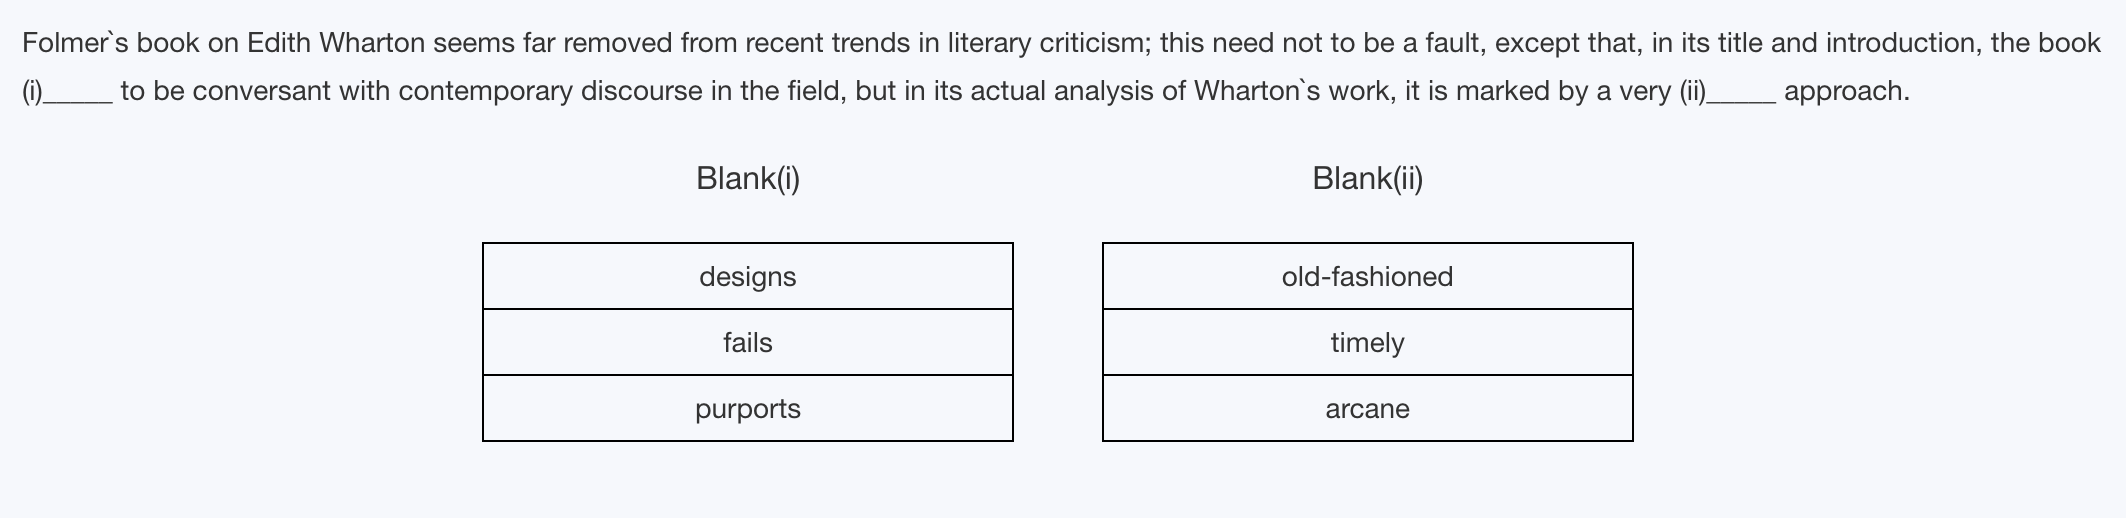 Folmer`s book on Edith Wharton seems far removed from recent trends in literary criticism; this need not to be a fault, except that, in its title and introduction, the book
(i)_____ to be conversant with contemporary discourse in the field, but in its actual analysis of Wharton`s work, it is marked by a very (ii)_____ approach.
Blank(i) Blank(ii)
designs old-fashioned
fails timely
purports arcane